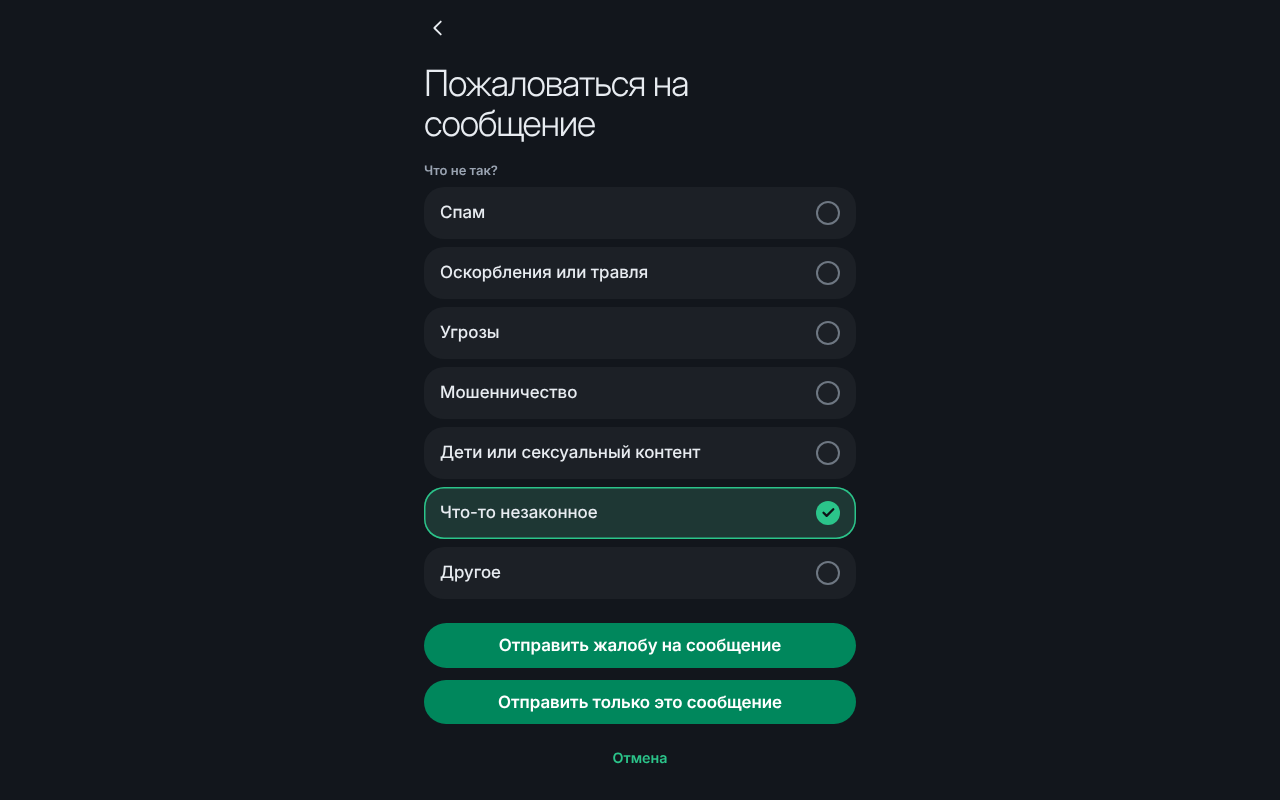 Пожаловаться на
сообщение
Что не так?
Спам
Оскорбления или травля
Угрозы
Мошенничество
Дети или сексуальный контент
Что-то незаконное
Другое
Отправить жалобу на сообщение
Отправить только это сообщение
Отмена